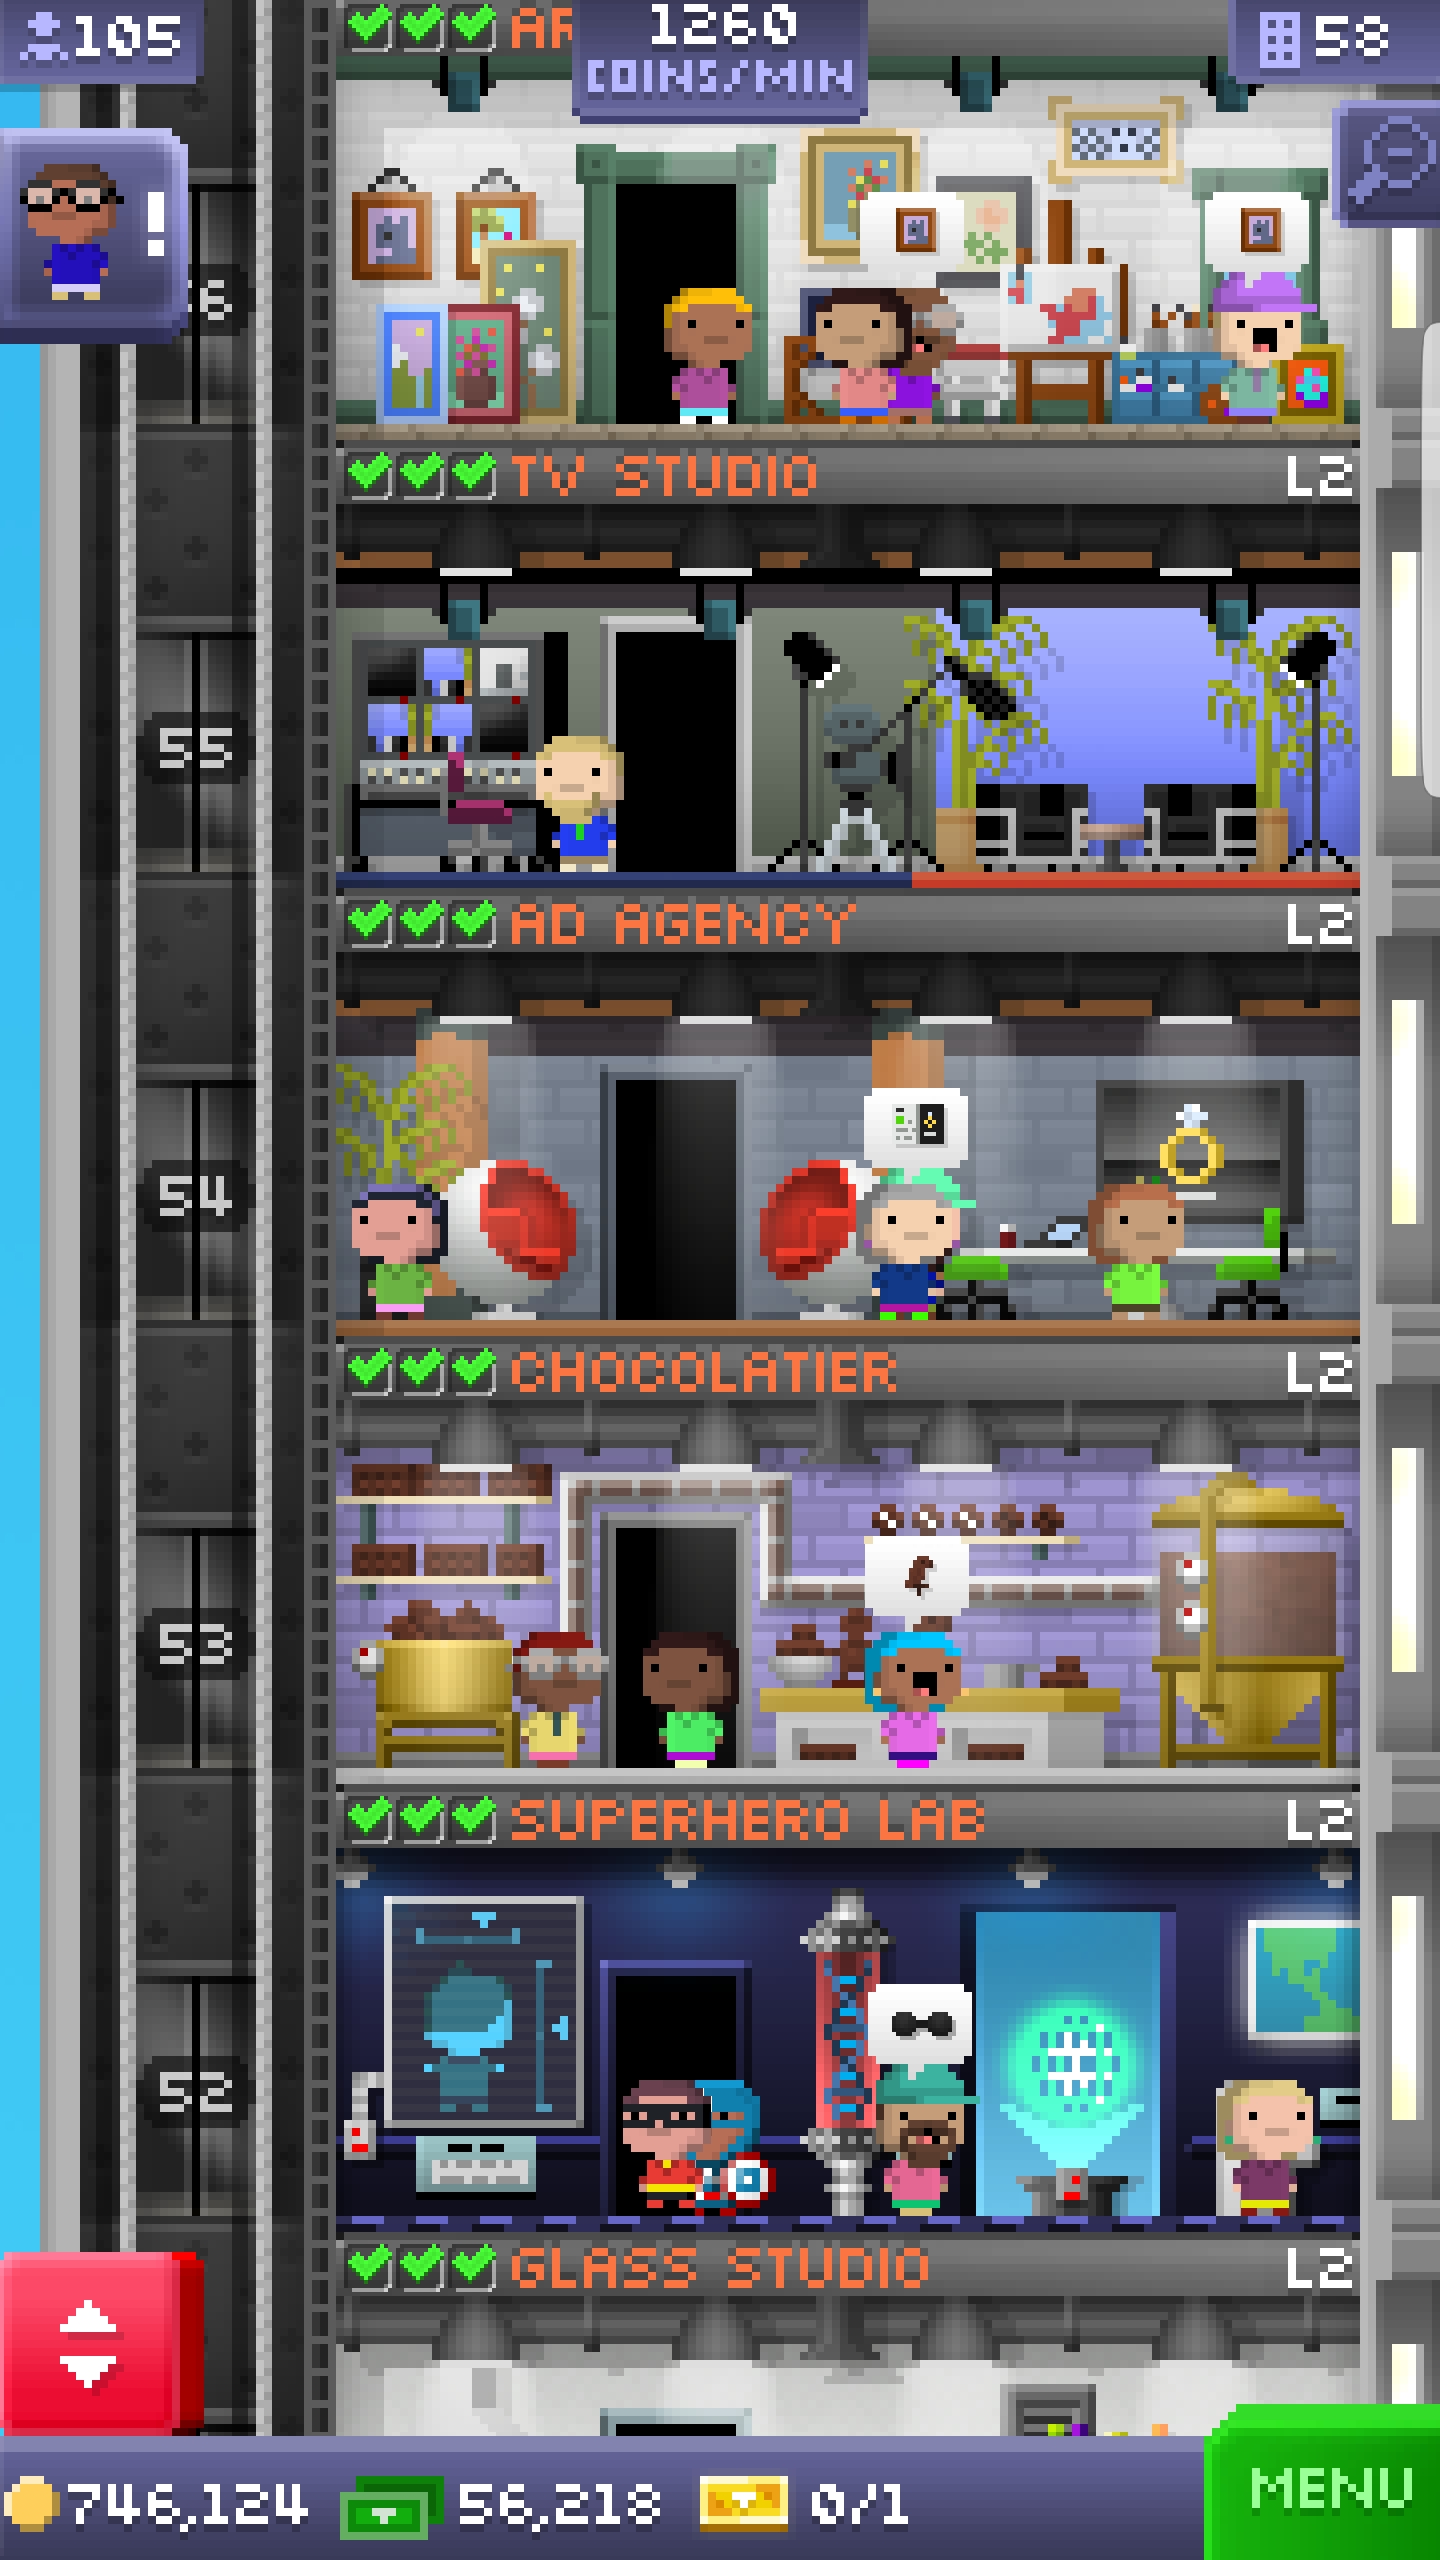 105
1260
COINS/MIN
58
!
AR
TV STUDIO L2
55
AD AGENCY L2
54
CHOCOLATIER L2
53
SUPERHERO LAB L2
52
GLASS STUDIO L2
746,124 56,218 0/1
MENU